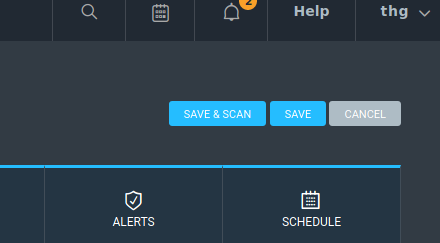 2
Help
thg
SAVE & SCAN
SAVE
CANCEL
ALERTS
SCHEDULE